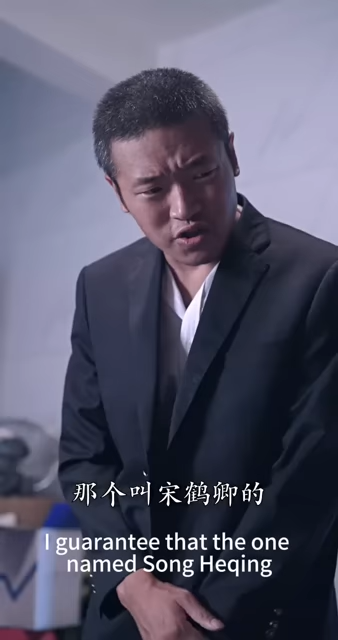 那个叫宋鹤卿的
I guarantee that the one
named Song Heqing